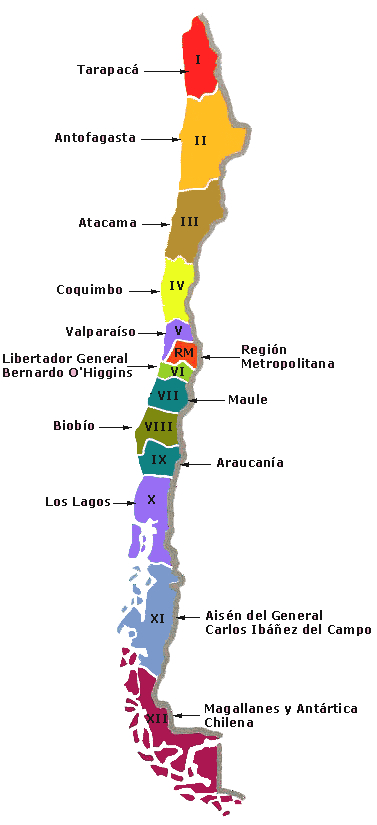 I
Tarapacá
II
Antofagasta
III
Atacama
IV
Coquimbo
V
Valparaíso
RM
Región
Metropolitana
Libertador General
Bernardo O'Higgins
VI
VII
Maule
VIII
Biobío
IX
Araucanía
X
Los Lagos
XI
Aisén del General
Carlos Ibáñez del Campo
XII
Magallanes y Antártica
Chilena